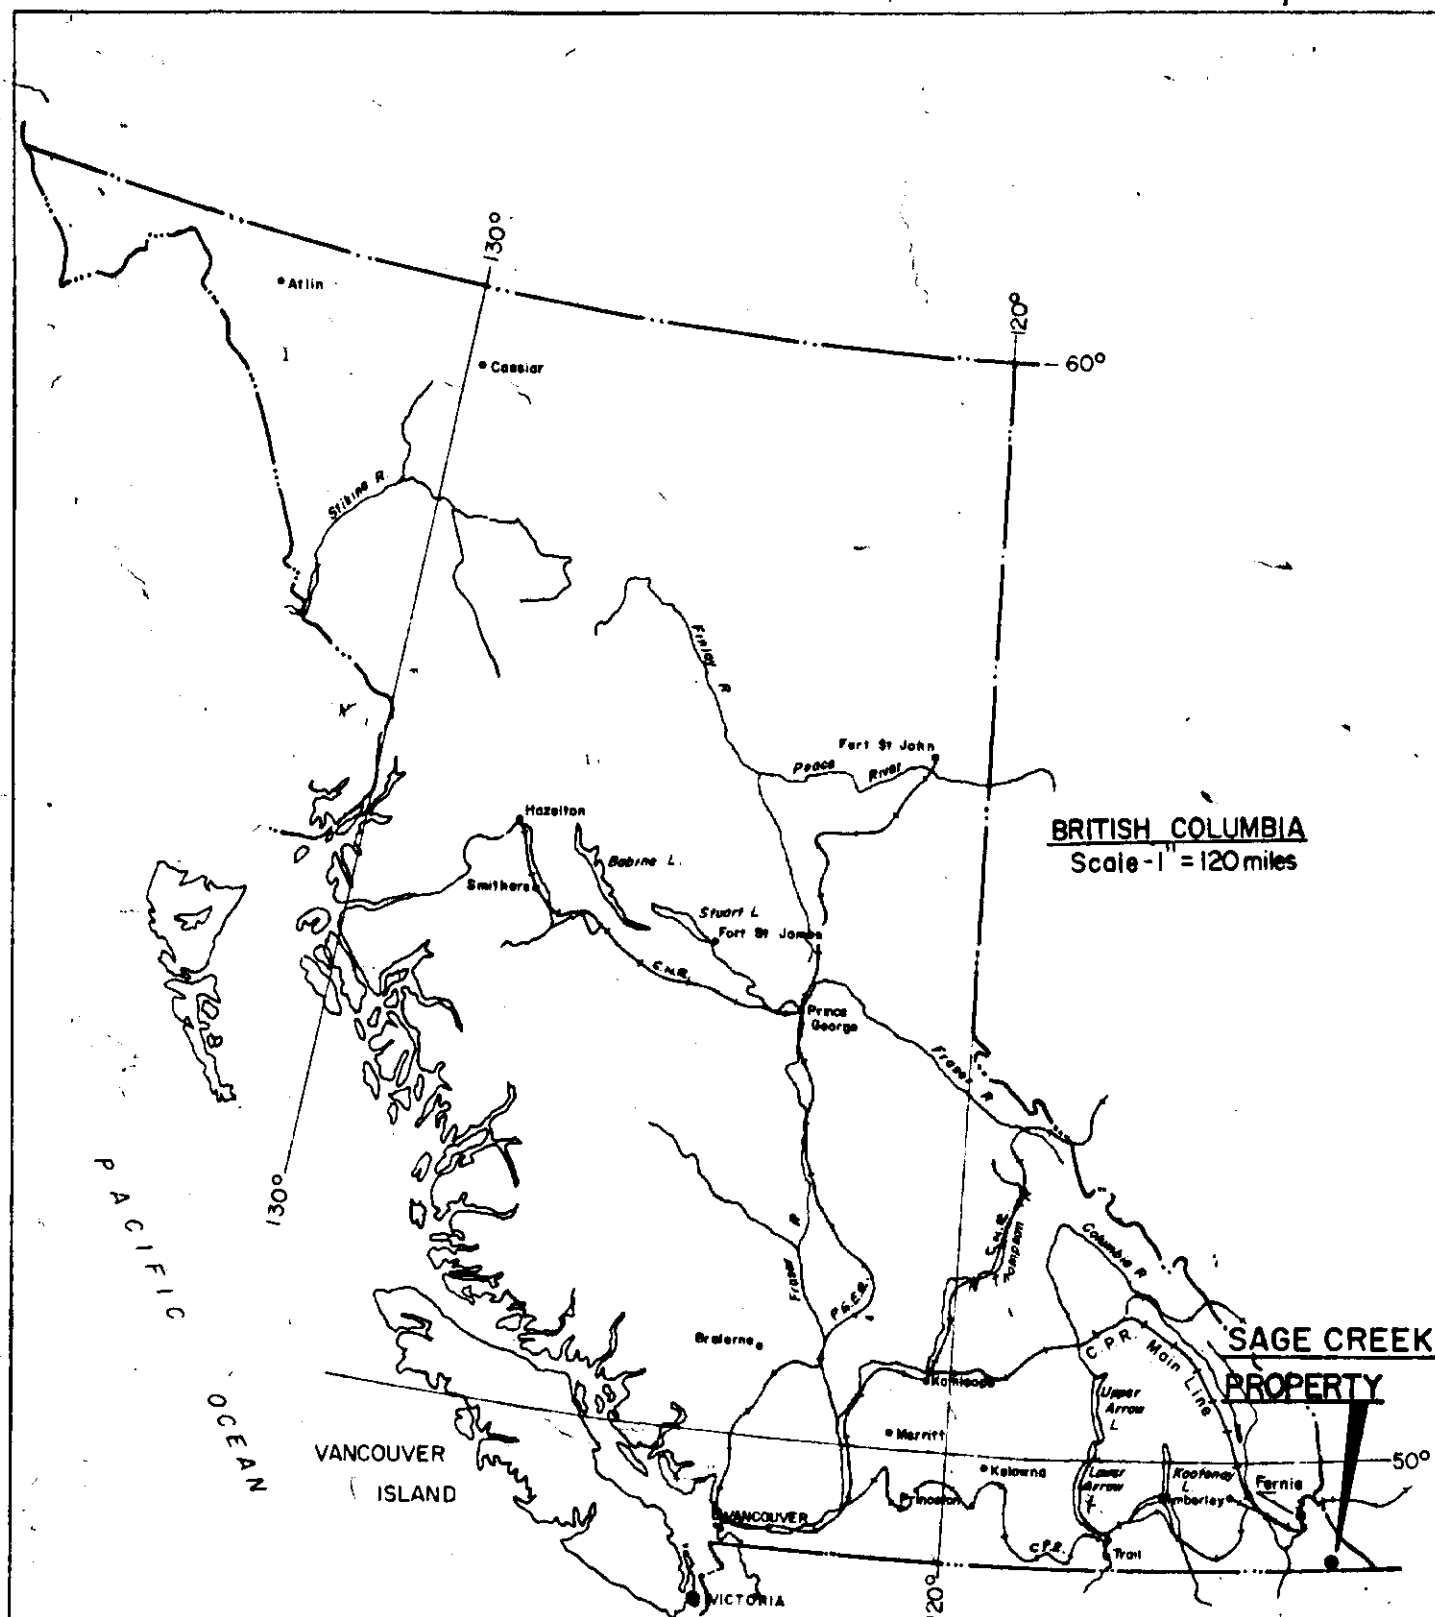 130°
Atlin
120°
60°
Cassiar
Stikine R.
Finlay R
Fort St John
Peace River
Hazelton
BRITISH COLUMBIA
Scale-1" = 120 miles
Babine L.
Smithers
Stuart L
Fort St James
C.N.R.
Prince
George
Fraser R
PACIFIC
OCEAN
130°
Columbia R
C.N.R.
Fraser R
P.G.E.R.
Bralorne
C.P.R. Main Line
SAGE CREEK
PROPERTY
Kamloops
Upper
Arrow
L
Merritt
VANCOUVER
ISLAND
50°
Kelowna
Lower
Arrow
Kootenay
L.
Fernie
Princeton
VANCOUVER
C.P.R.
Trail
VICTORIA
120°